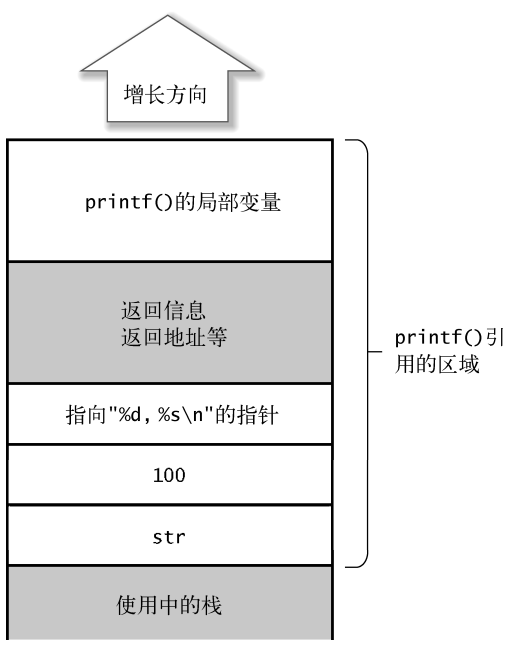 增长方向
printf()的局部变量
返回信息
返回地址等
printf()引
用的区域
指向"%d, %s\n"的指针
100
str
使用中的栈